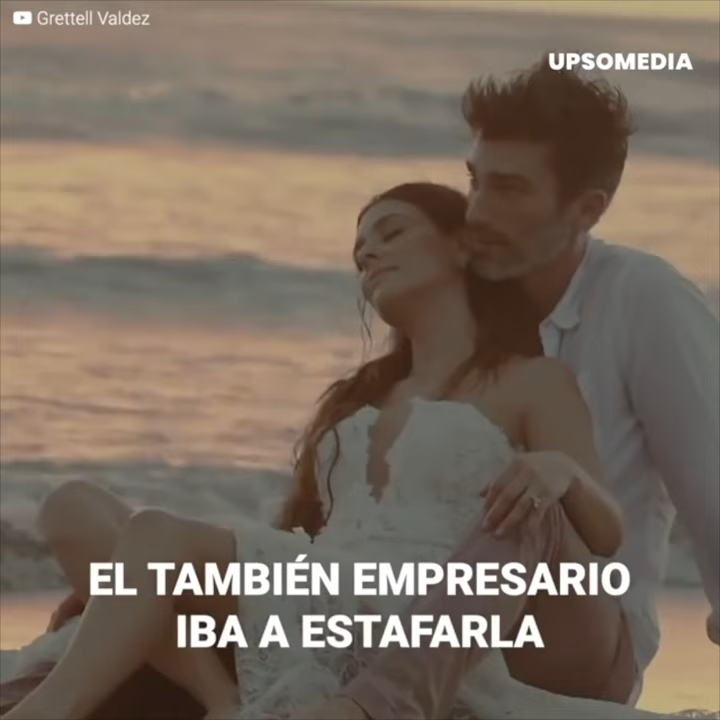 Grettell Valdez
UPSOMEDIA
EL TAMBIÉN EMPRESARIO
IBA A ESTAFARLA